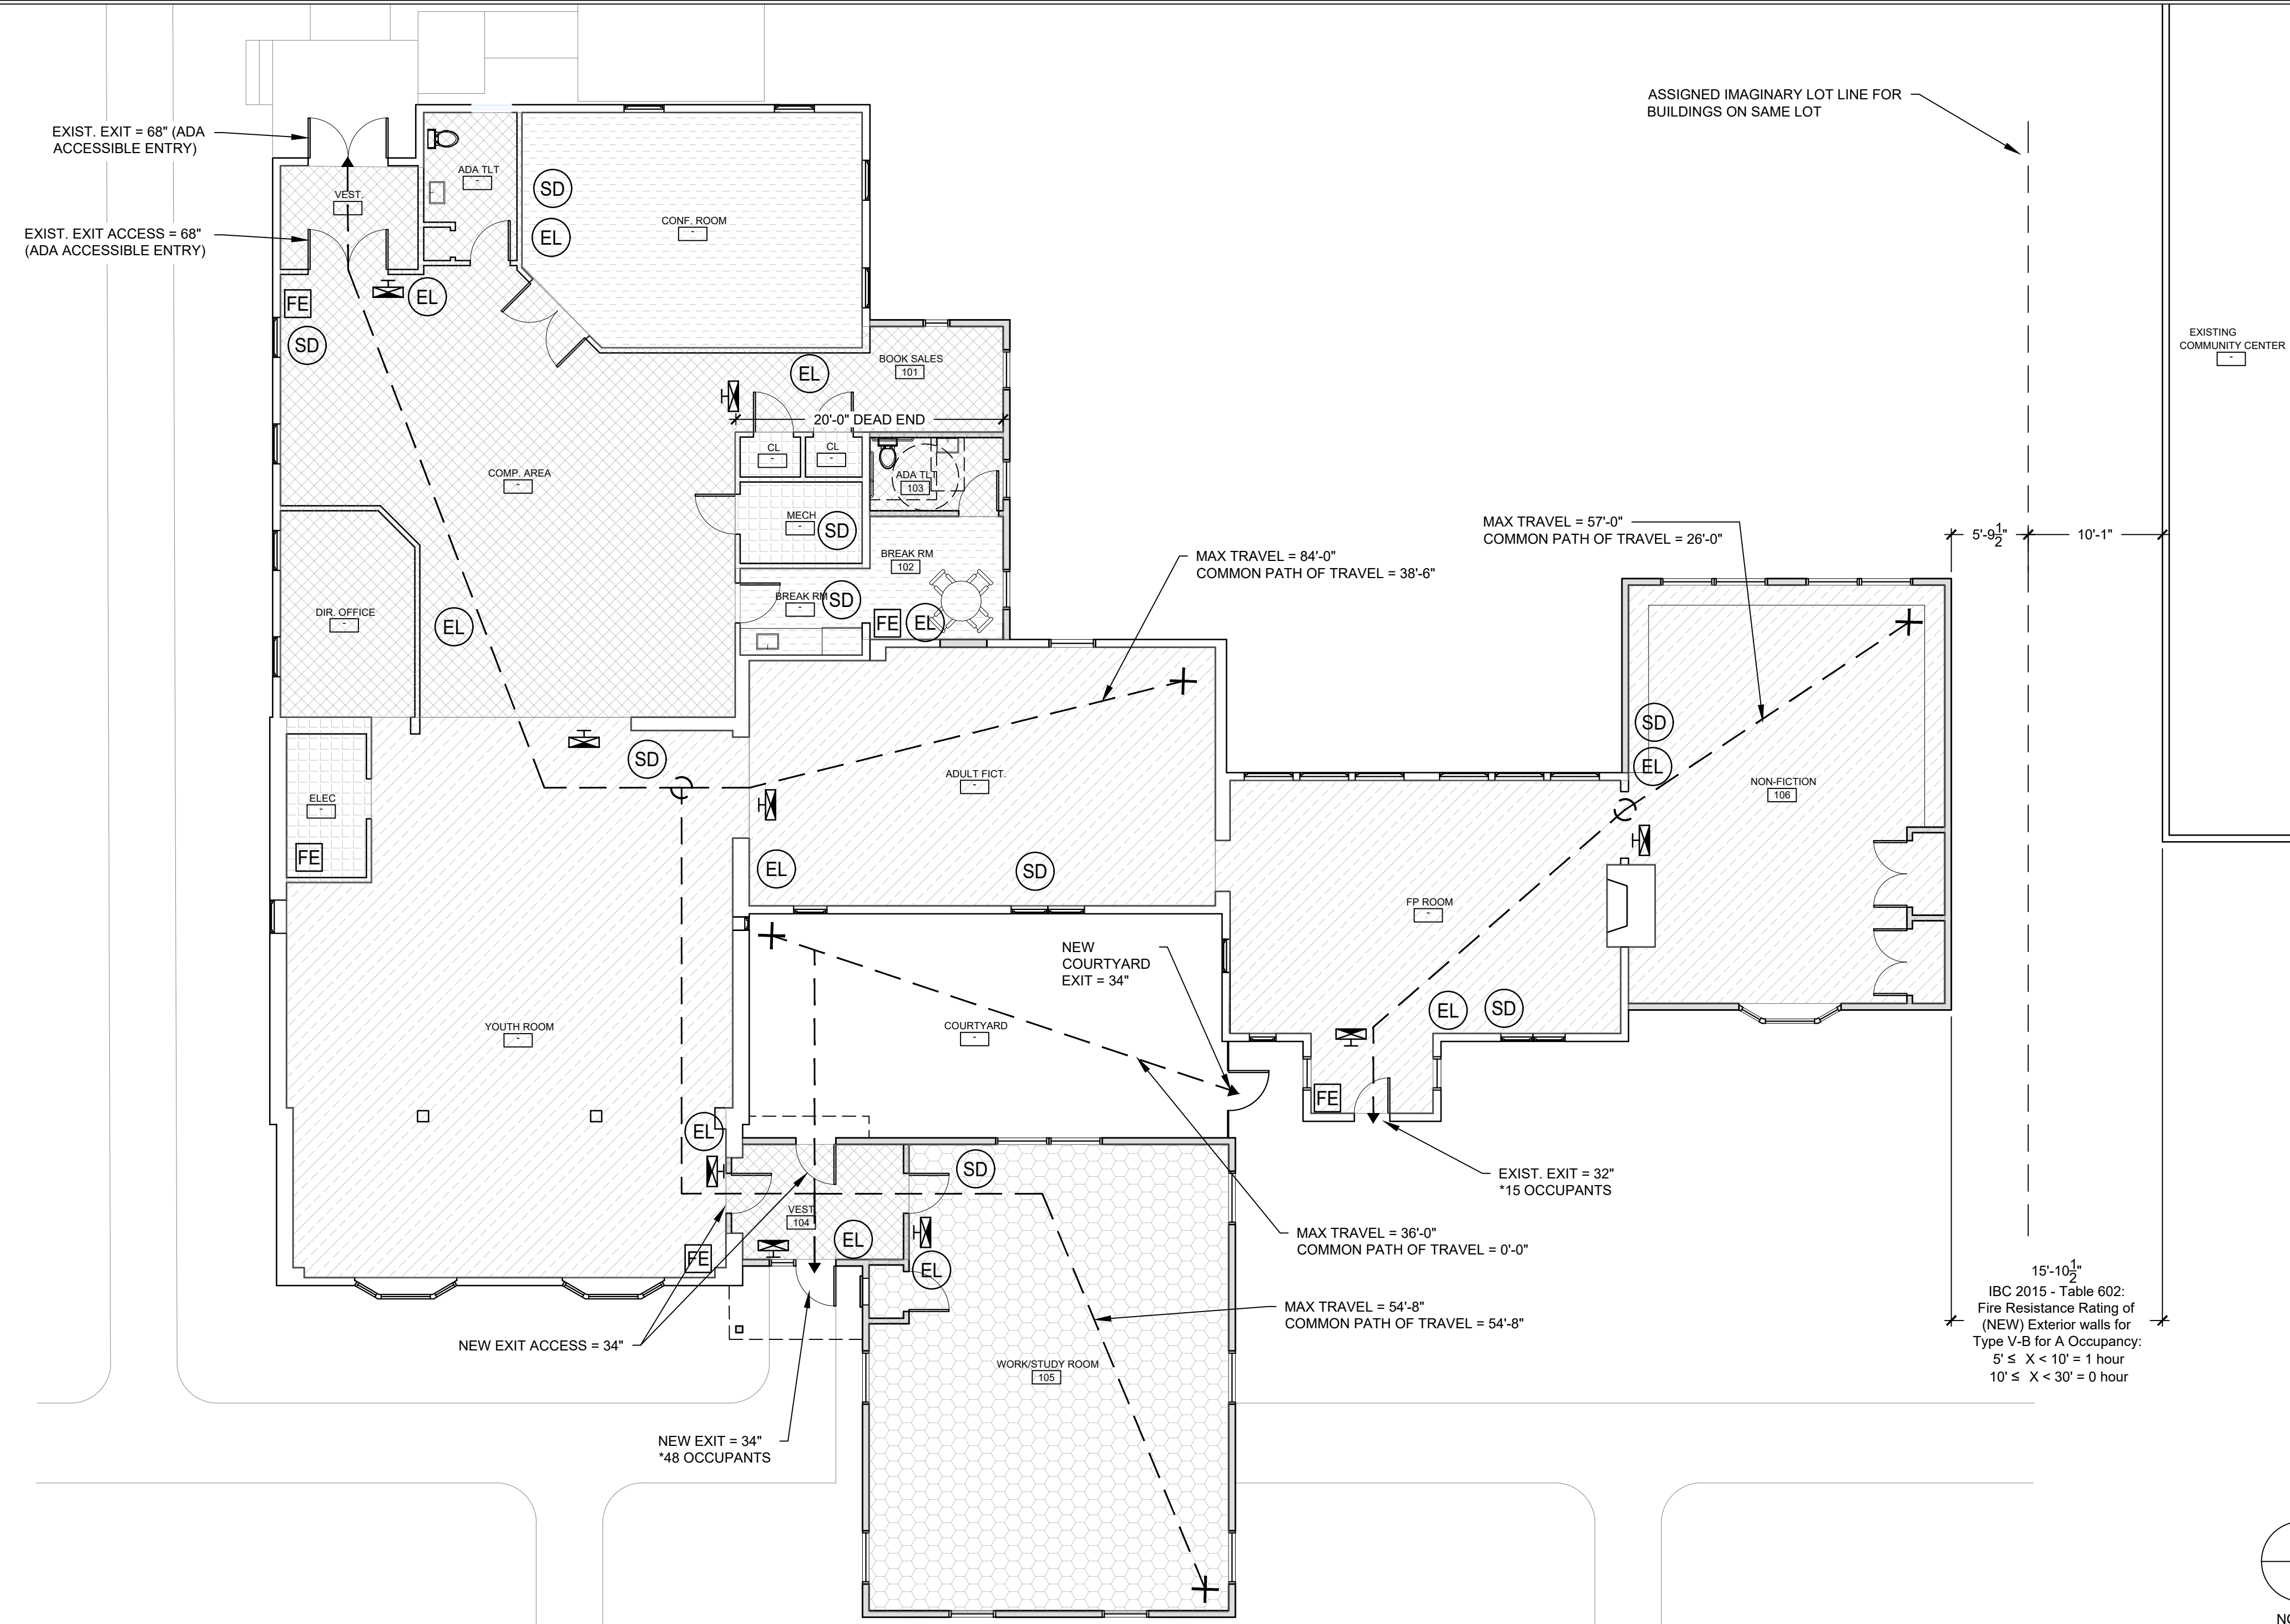 ASSIGNED IMAGINARY LOT LINE FOR
BUILDINGS ON SAME LOT
EXIST. EXIT = 68" (ADA
ACCESSIBLE ENTRY)
ADA TLT
-
SD
VEST.
-
CONF. ROOM
-
EXIST. EXIT ACCESS = 68"
(ADA ACCESSIBLE ENTRY)
EL
FE
EL
SD
EXISTING
COMMUNITY CENTER
-
BOOK SALES
101
EL
20'-0" DEAD END
CL
-
CL
-
COMP. AREA
-
ADA TLT
103
MECH
-
SD
MAX TRAVEL = 57'-0"
COMMON PATH OF TRAVEL = 26'-0"
5'-9 1/2"
10'-1"
BREAK RM
102
MAX TRAVEL = 84'-0"
COMMON PATH OF TRAVEL = 38'-6"
BREAK RM
-
SD
DIR. OFFICE
-
EL
FE
EL
SD
SD
EL
ADULT FICT.
-
NON-FICTION
106
ELEC
-
FE
EL
SD
FP ROOM
-
NEW
COURTYARD
EXIT = 34"
EL
SD
YOUTH ROOM
-
COURTYARD
-
FE
EL
SD
EXIST. EXIT = 32"
*15 OCCUPANTS
VEST.
104
EL
FE
EL
MAX TRAVEL = 36'-0"
COMMON PATH OF TRAVEL = 0'-0"
15'-10 1/2"
IBC 2015 - Table 602:
Fire Resistance Rating of
(NEW) Exterior walls for
Type V-B for A Occupancy:
5' ≤ X < 10' = 1 hour
10' ≤ X < 30' = 0 hour
MAX TRAVEL = 54'-8"
COMMON PATH OF TRAVEL = 54'-8"
NEW EXIT ACCESS = 34"
WORK/STUDY ROOM
105
NEW EXIT = 34"
*48 OCCUPANTS